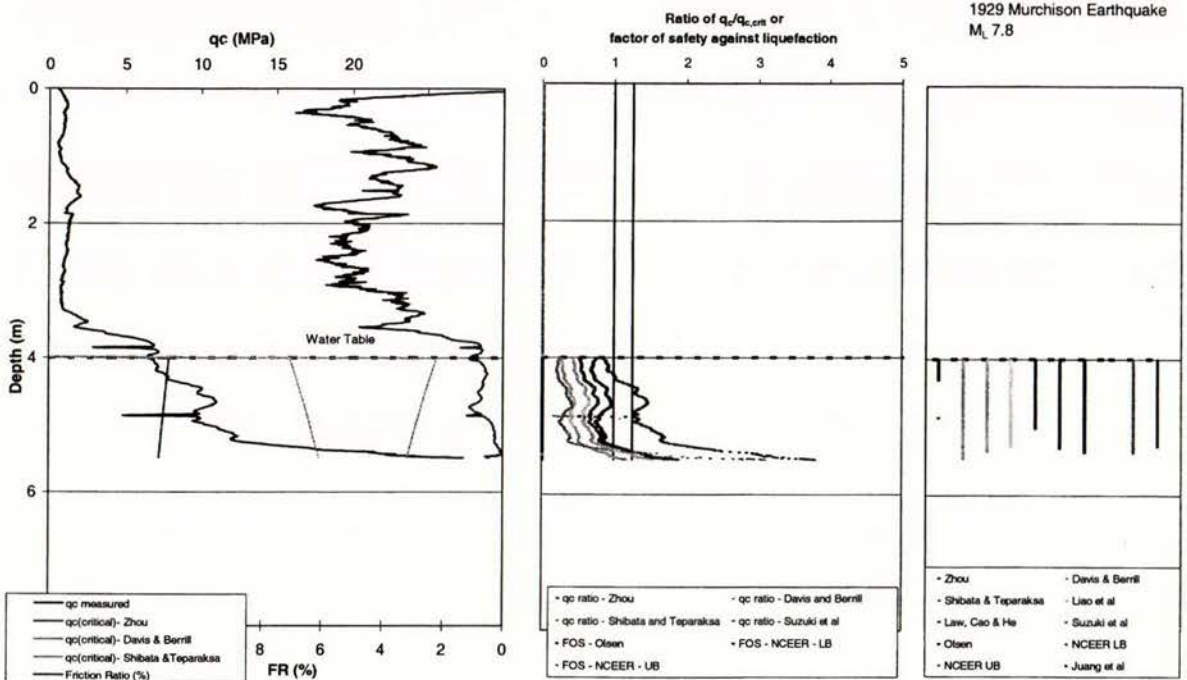 1929 Murchison Earthquake
ML 7.8
Ratio of qc/qc,crit or
factor of safety against liquefaction
qc (MPa)
0 5 10 15 20
0 1 2 3 4 5
0
2
4
6
Depth (m)
Water Table
qc measured
qc(critical)- Zhou
qc(critical)- Davis & Berrill
qc(critical)- Shibata &Teparaksa
Friction Ratio (%)
8 6 4 2 0
FR (%)
qc ratio - Zhou
qc ratio - Davis and Berrill
qc ratio - Shibata and Teparaksa
qc ratio - Suzuki et al
FOS - Olsen
FOS - NCEER - LB
FOS - NCEER - UB
Zhou
Davis & Berrill
Shibata & Teparaksa
Liao et al
Law, Cao & He
Suzuki et al
Olsen
NCEER LB
NCEER UB
Juang et al